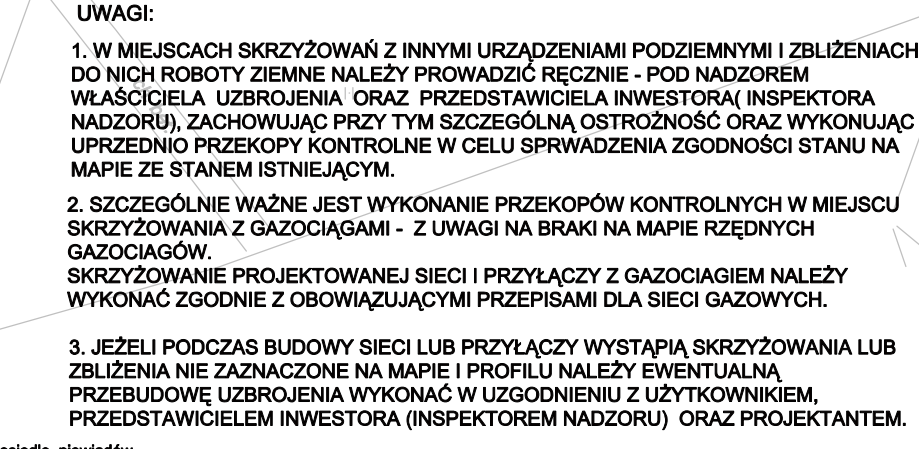 UWAGI:
1. W MIEJSCACH SKRZYŻOWAŃ Z INNYMI URZĄDZENIAMI PODZIEMNYMI I ZBLIŻENIACH
DO NICH ROBOTY ZIEMNE NALEŻY PROWADZIĆ RĘCZNIE - POD NADZOREM
WŁAŚCICIELA UZBROJENIA ORAZ PRZEDSTAWICIELA INWESTORA( INSPEKTORA
NADZORU), ZACHOWUJĄC PRZY TYM SZCZEGÓLNĄ OSTROŻNOŚĆ ORAZ WYKONUJĄC
UPRZEDNIO PRZEKOPY KONTROLNE W CELU SPRWADZENIA ZGODNOŚCI STANU NA
MAPIE ZE STANEM ISTNIEJĄCYM.
2. SZCZEGÓLNIE WAŻNE JEST WYKONANIE PRZEKOPÓW KONTROLNYCH W MIEJSCU
SKRZYŻOWANIA Z GAZOCIĄGAMI - Z UWAGI NA BRAKI NA MAPIE RZĘDNYCH
GAZOCIAGÓW.
SKRZYŻOWANIE PROJEKTOWANEJ SIECI I PRZYŁĄCZY Z GAZOCIAGIEM NALEŻY
WYKONAĆ ZGODNIE Z OBOWIĄZUJĄCYMI PRZEPISAMI DLA SIECI GAZOWYCH.
3. JEŻELI PODCZAS BUDOWY SIECI LUB PRZYŁĄCZY WYSTĄPIĄ SKRZYŻOWANIA LUB
ZBLIŻENIA NIE ZAZNACZONE NA MAPIE I PROFILU NALEŻY EWENTUALNĄ
PRZEBUDOWĘ UZBROJENIA WYKONAĆ W UZGODNIENIU Z UŻYTKOWNIKIEM,
PRZEDSTAWICIELEM INWESTORA (INSPEKTOREM NADZORU) ORAZ PROJEKTANTEM.